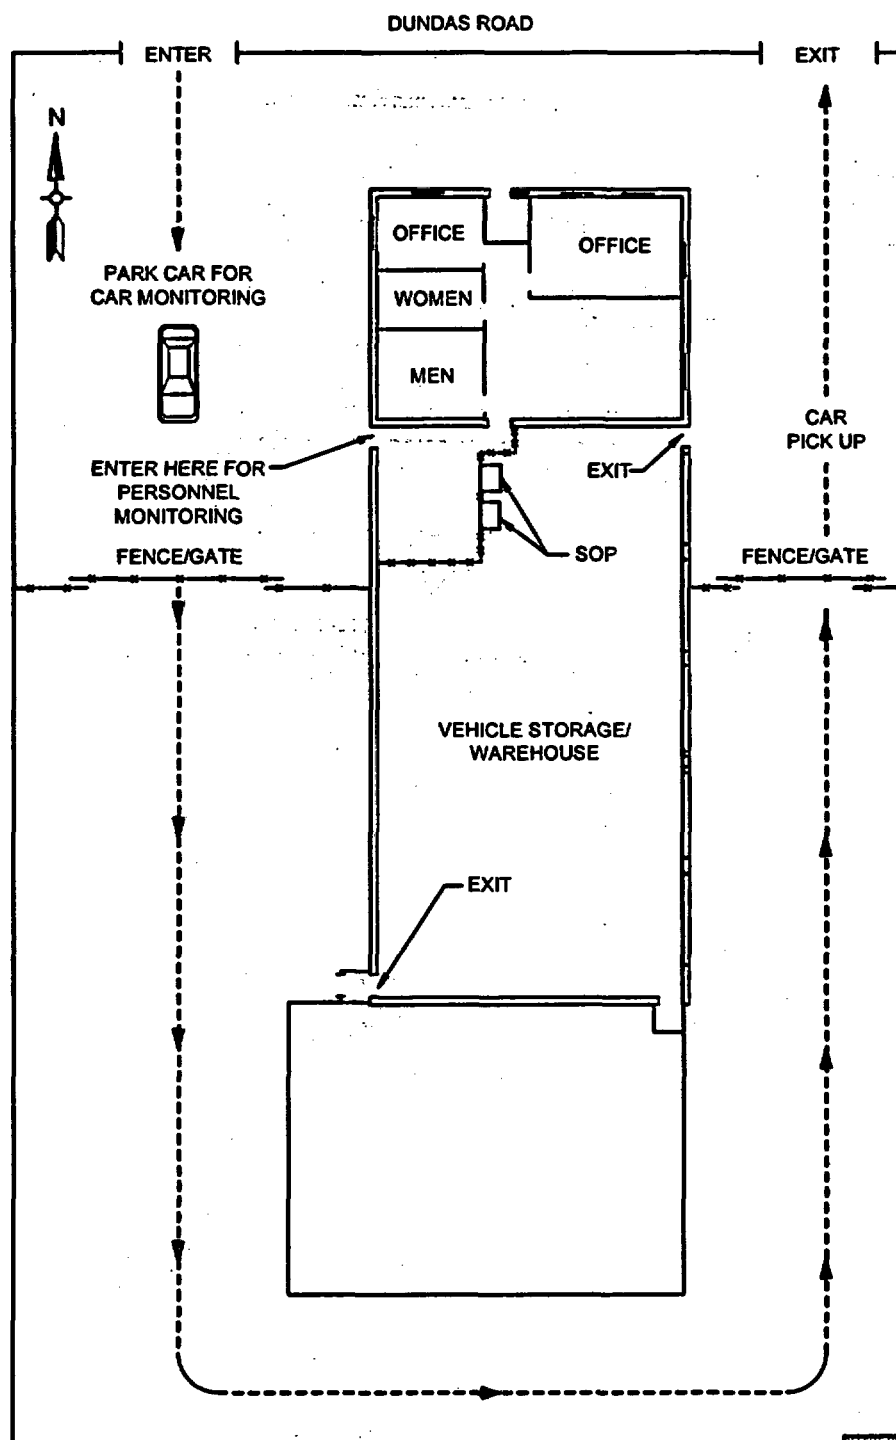 DUNDAS ROAD
ENTER
EXIT
N
OFFICE
OFFICE
PARK CAR FOR
CAR MONITORING
WOMEN
MEN
CAR
PICK UP
ENTER HERE FOR
PERSONNEL
MONITORING
EXIT
SOP
FENCE/GATE
FENCE/GATE
VEHICLE STORAGE/
WAREHOUSE
EXIT